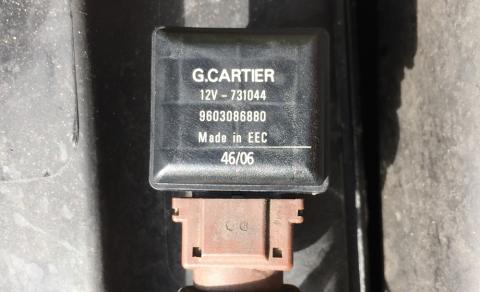 G.CARTIER
12V - 731044
9603086880
Made in EEC
46/06